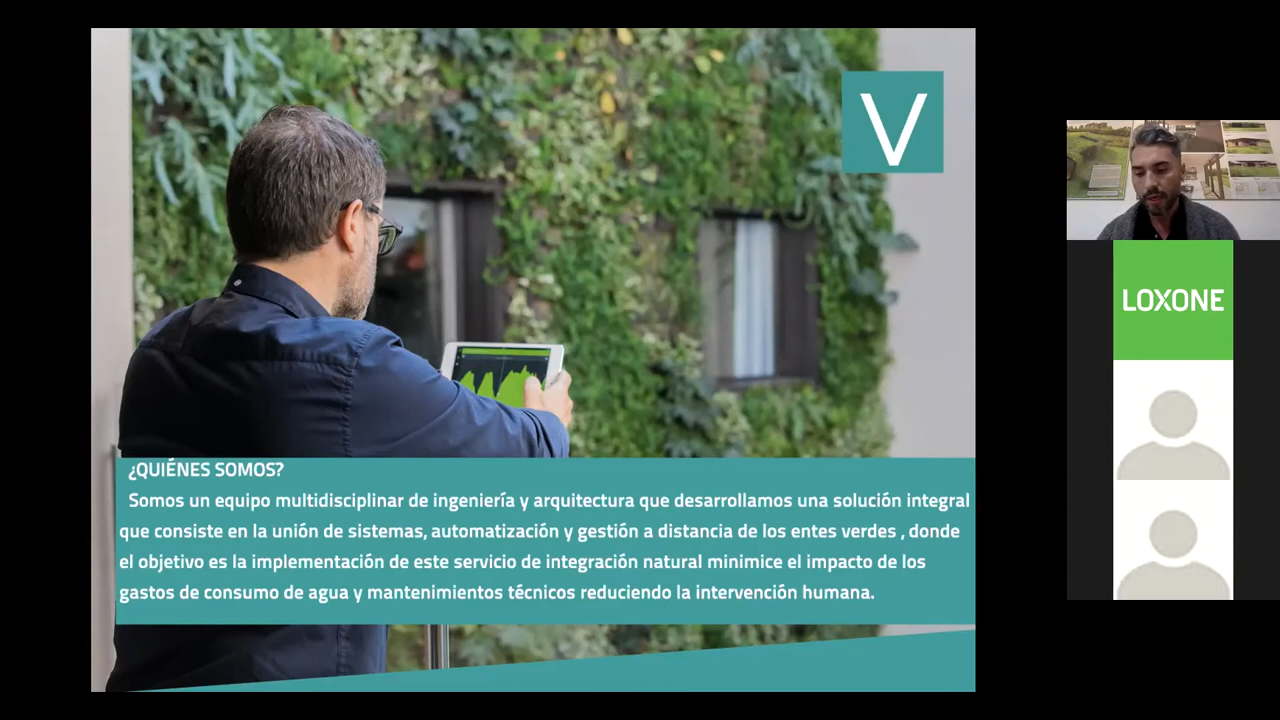 V
LOXONE
¿QUIÉNES SOMOS?
Somos un equipo multidisciplinar de ingeniería y arquitectura que desarrollamos una solución integral
que consiste en la unión de sistemas, automatización y gestión a distancia de los entes verdes , donde
el objetivo es la implementación de este servicio de integración natural minimice el impacto de los
gastos de consumo de agua y mantenimientos técnicos reduciendo la intervención humana.